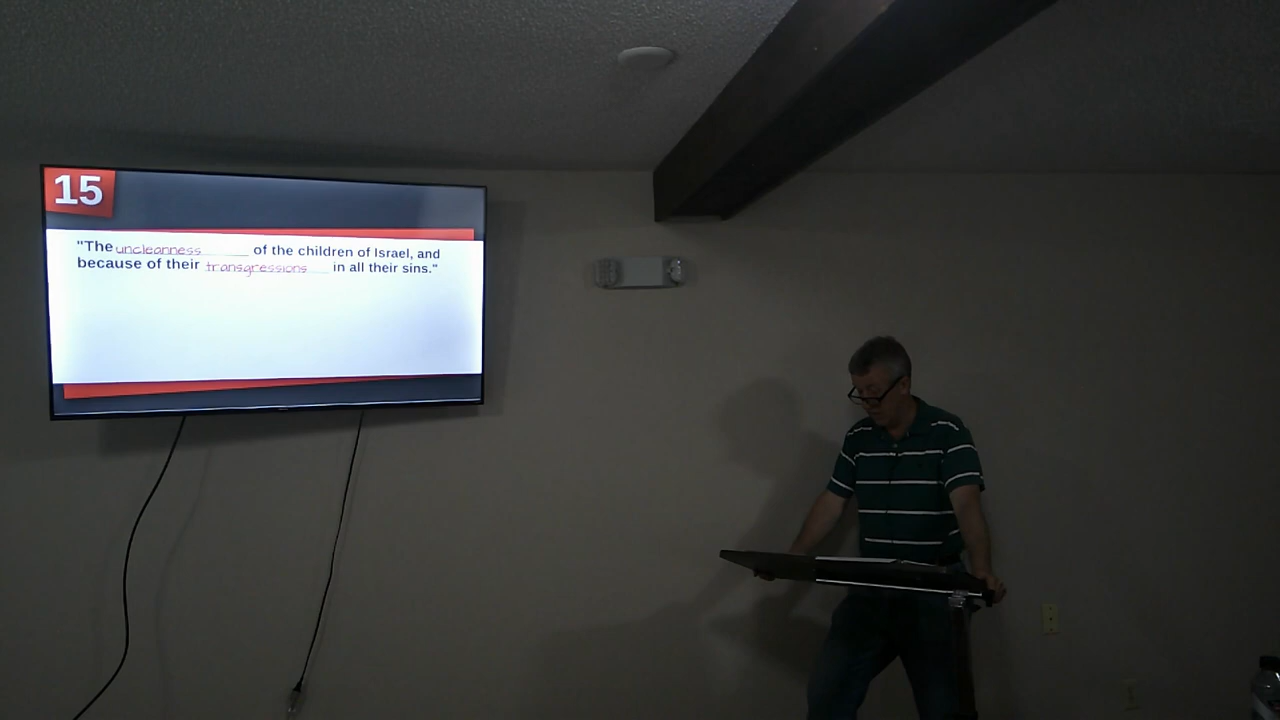 15
"The uncleanness of the children of Israel, and
because of their transgressions in all their sins."